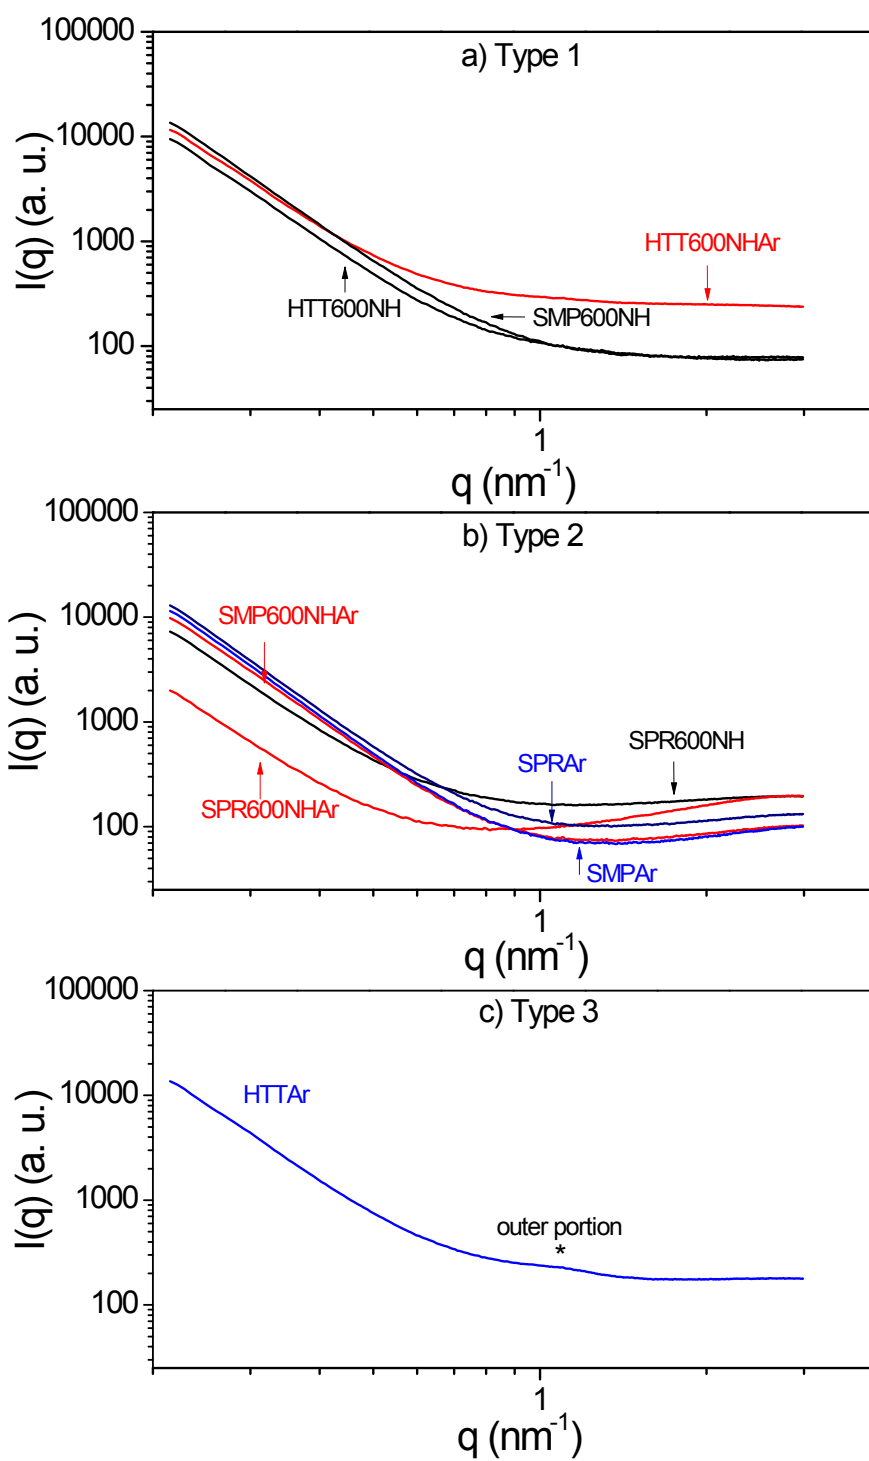 a) Type 1
100000
10000
1000
100
I(q) (a. u.)
HTT600NHAr
HTT600NH
SMP600NH
1
q (nm⁻¹)
b) Type 2
100000
10000
1000
100
I(q) (a. u.)
SMP600NHAr
SPR600NH
SPRAr
SPR600NHAr
SMPAr
1
q (nm⁻¹)
c) Type 3
100000
10000
1000
100
I(q) (a. u.)
HTTAr
outer portion
*
1
q (nm⁻¹)